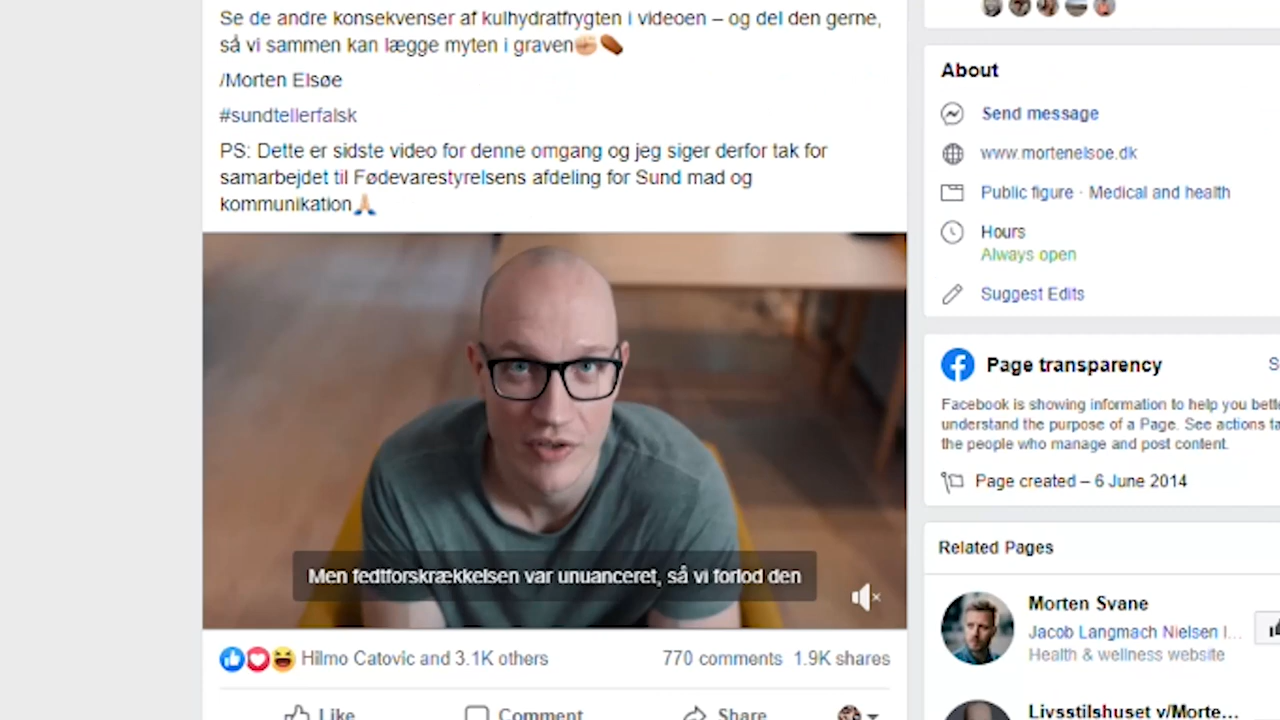 Se de andre konsekvenser af kulhydratfrygten i videoen – og del den gerne,
så vi sammen kan lægge myten i graven
/Morten Elsøe
#sundtellerfalsk
PS: Dette er sidste video for denne omgang og jeg siger derfor tak for
samarbejdet til Fødevarestyrelsens afdeling for Sund mad og
kommunikation
Men fedtforskrækkelsen var unuanceret, så vi forlod den
Hilmo Catovic and 3.1K others
770 comments 1.9K shares
Like Comment Share
About
Send message
www.mortenelsoe.dk
Public figure · Medical and health
Hours
Always open
Suggest Edits
Page transparency
Facebook is showing information to help you
understand the purpose of a Page. See actions
the people who manage and post content.
Page created – 6 June 2014
Related Pages
Morten Svane
Jacob Langmach Nielsen I...
Health & wellness website
Livsstilshuset v/Morte...